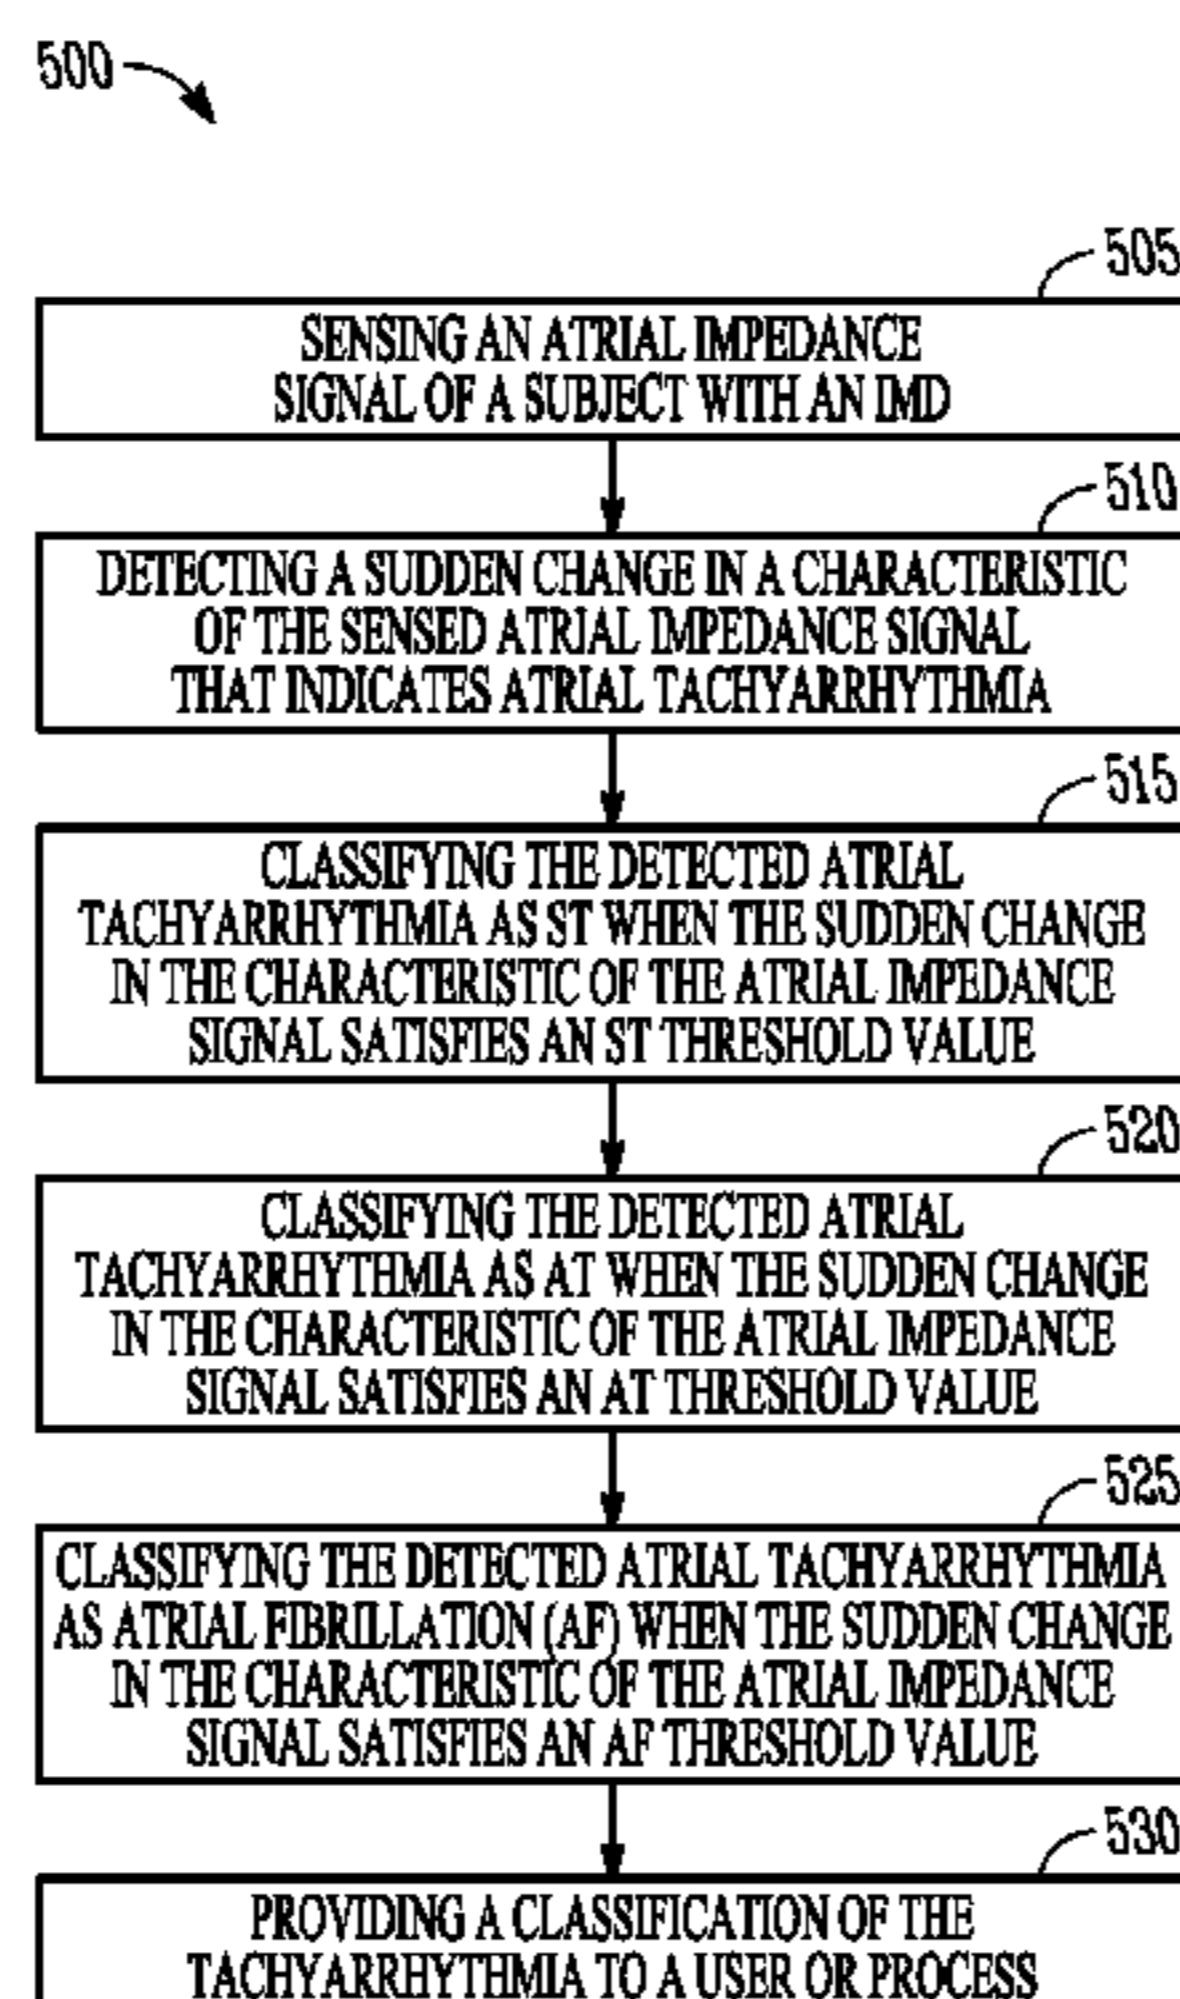 500
505
SENSING AN ATRIAL IMPEDANCE
SIGNAL OF A SUBJECT WITH AN IMD
510
DETECTING A SUDDEN CHANGE IN A CHARACTERISTIC
OF THE SENSED ATRIAL IMPEDANCE SIGNAL
THAT INDICATES ATRIAL TACHYARRHYTHMIA
515
CLASSIFYING THE DETECTED ATRIAL
TACHYARRHYTHMIA AS ST WHEN THE SUDDEN CHANGE
IN THE CHARACTERISTIC OF THE ATRIAL IMPEDANCE
SIGNAL SATISFIES AN ST THRESHOLD VALUE
520
CLASSIFYING THE DETECTED ATRIAL
TACHYARRHYTHMIA AS AT WHEN THE SUDDEN CHANGE
IN THE CHARACTERISTIC OF THE ATRIAL IMPEDANCE
SIGNAL SATISFIES AN AT THRESHOLD VALUE
525
CLASSIFYING THE DETECTED ATRIAL TACHYARRHYTHMIA
AS ATRIAL FIBRILLATION (AF) WHEN THE SUDDEN CHANGE
IN THE CHARACTERISTIC OF THE ATRIAL IMPEDANCE
SIGNAL SATISFIES AN AF THRESHOLD VALUE
530
PROVIDING A CLASSIFICATION OF THE
TACHYARRHYTHMIA TO A USER OR PROCESS